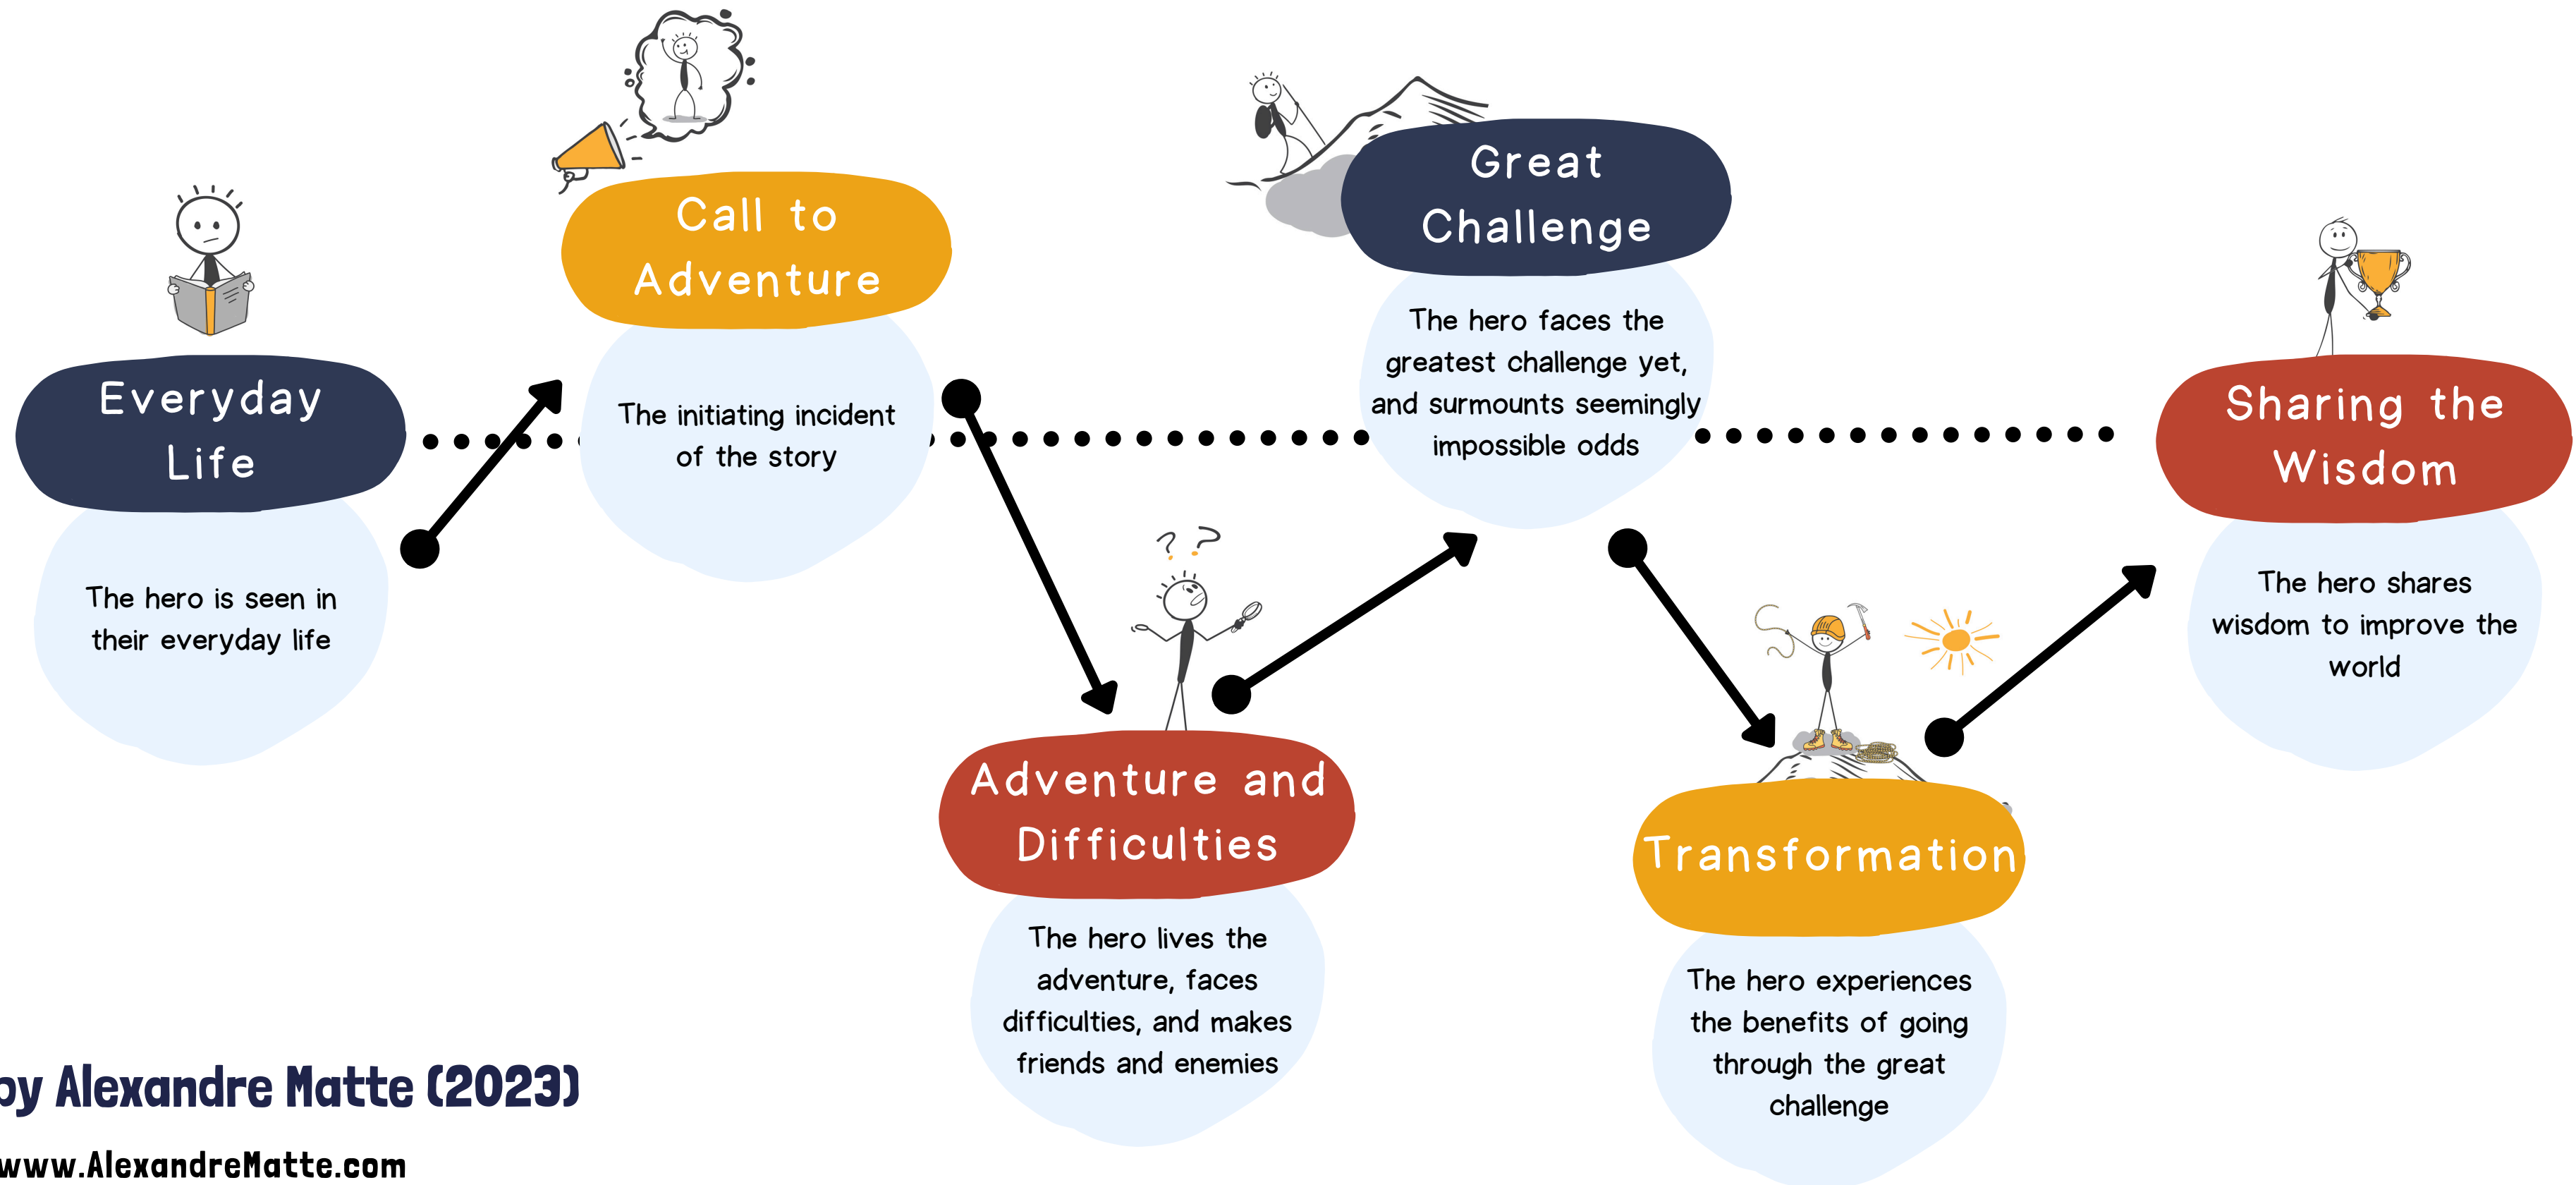 Everyday
Life
The hero is seen in
their everyday life
Call to
Adventure
The initiating incident
of the story
Adventure and
Difficulties
The hero lives the
adventure, faces
difficulties, and makes
friends and enemies
Great
Challenge
The hero faces the
greatest challenge yet,
and surmounts seemingly
impossible odds
Transformation
The hero experiences
the benefits of going
through the great
challenge
Sharing the
Wisdom
The hero shares
wisdom to improve the
world
? ?
by Alexandre Matte (2023)
www.AlexandreMatte.com